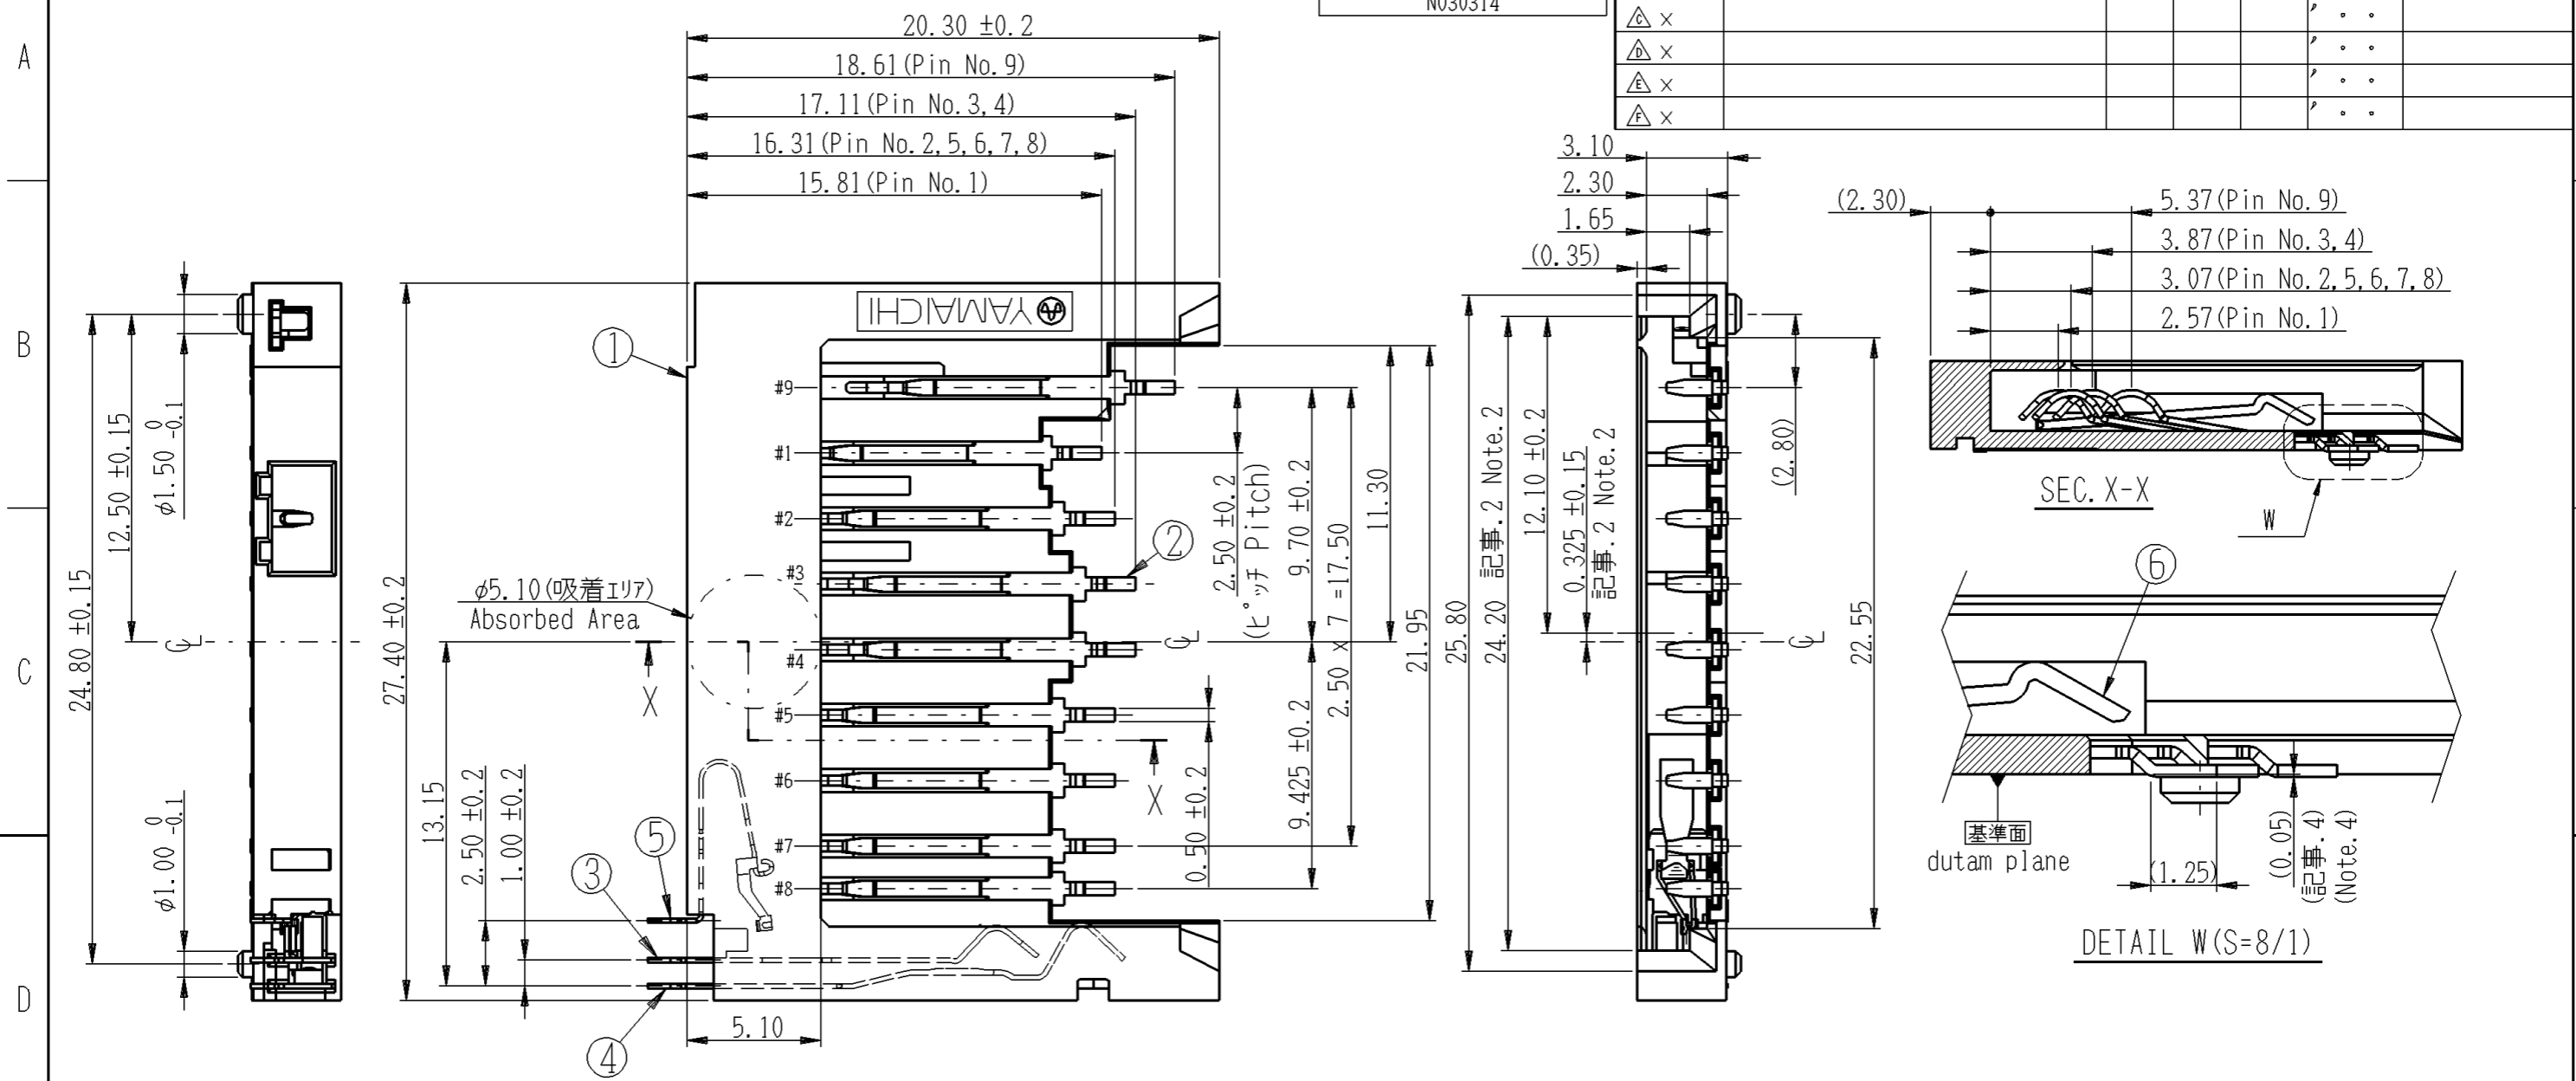 N030314
C ×
D ×
E ×
F ×
A
B
C
D
20.30 ±0.2
18.61(Pin No.9)
17.11(Pin No.3,4)
16.31(Pin No.2,5,6,7,8)
15.81(Pin No.1)
24.80 ±0.15
12.50 ±0.15
φ1.50 0 -0.1
φ1.00 0 -0.1
27.40 ±0.2
①
YAMAICHI
#9
#1
#2
#3
#4
#5
#6
#7
#8
②
φ5.10(吸着エリア)
Absorbed Area
X
X
13.15
2.50 ±0.2
1.00 ±0.2
⑤
③
④
5.10
2.50 ±0.2
(ピッチ Pitch)
9.70 ±0.2
2.50 x 7 =17.50
11.30
21.95
0.50 ±0.2
9.425 ±0.2
3.10
2.30
1.65
(0.35)
25.80
24.20 記事.2 Note.2
12.10 ±0.2
0.325 ±0.15
記事.2 Note.2
(2.80)
22.55
(2.30)
5.37(Pin No.9)
3.87(Pin No.3,4)
3.07(Pin No.2,5,6,7,8)
2.57(Pin No.1)
SEC. X-X
W
⑥
基準面
dutam plane
(1.25)
(0.05)
(記事.4)
(Note.4)
DETAIL W(S=8/1)